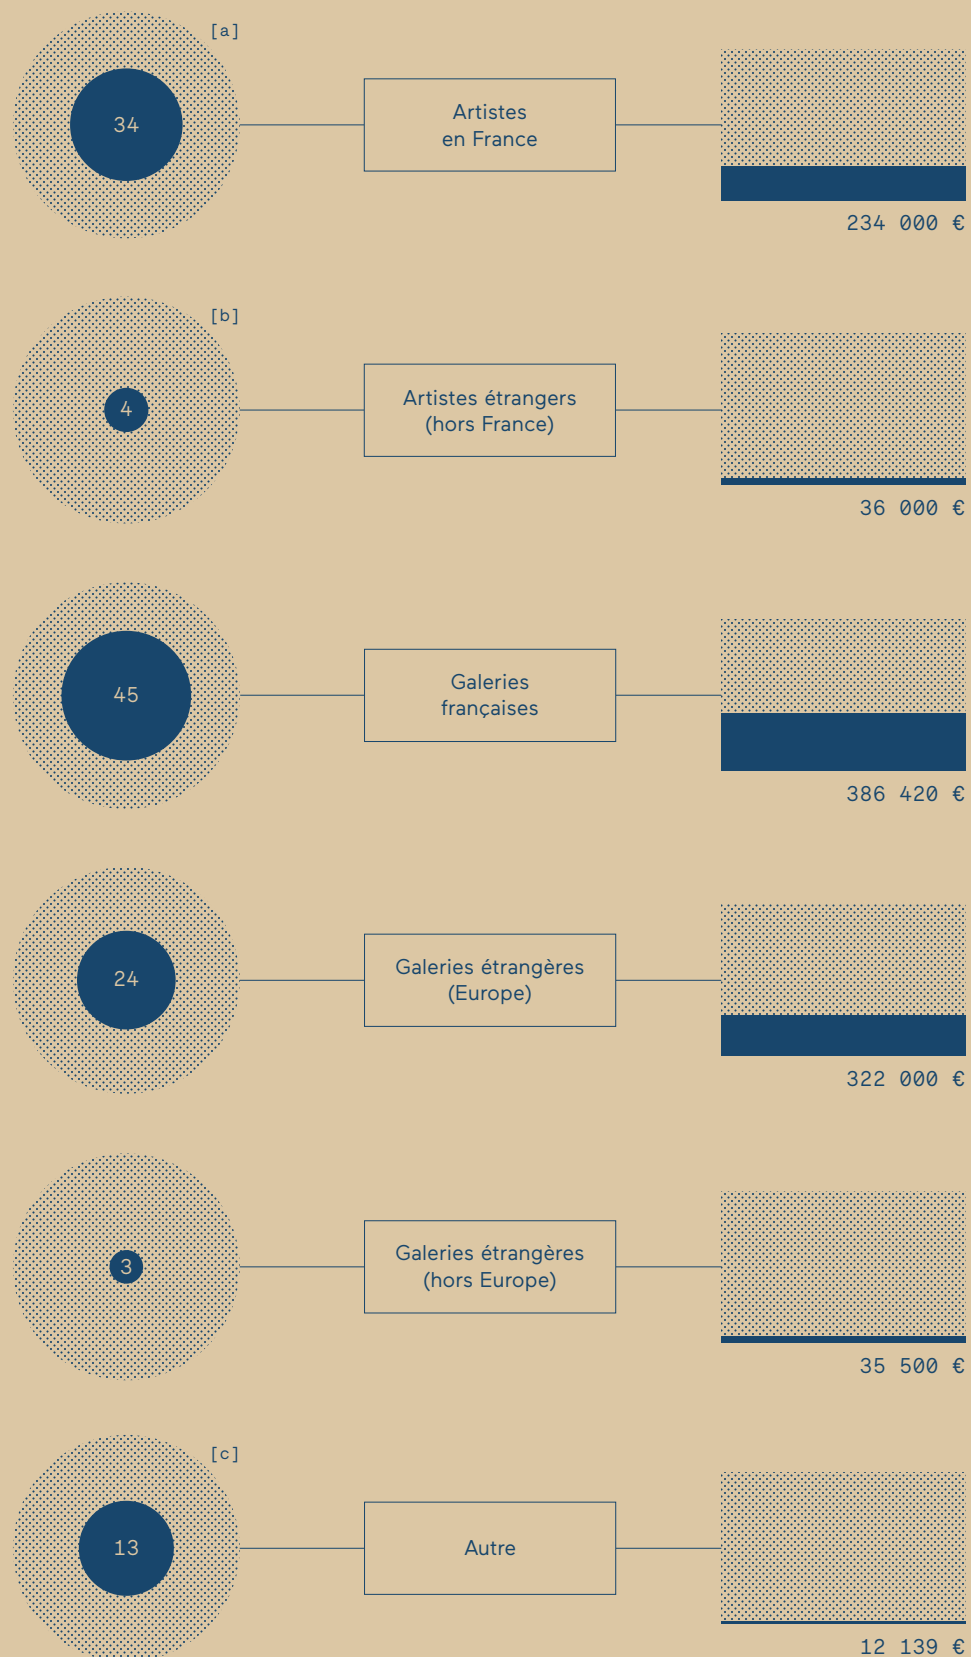 [a]
34
Artistes
en France
234 000 €
[b]
4
Artistes étrangers
(hors France)
36 000 €
45
Galeries
françaises
386 420 €
24
Galeries étrangères
(Europe)
322 000 €
3
Galeries étrangères
(hors Europe)
35 500 €
[c]
13
Autre
12 139 €